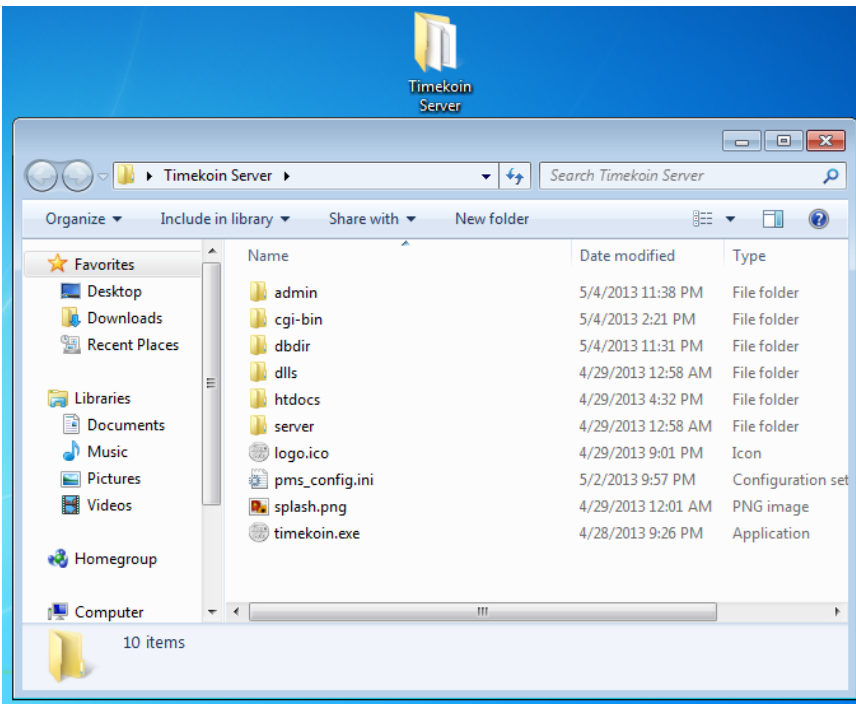 Timekoin
Server
Timekoin Server
Search Timekoin Server
Organize Include in library Share with New folder
Name Date modified Type
Favorites
Desktop
Downloads
Recent Places
Libraries
Documents
Music
Pictures
Videos
Homegroup
Computer
admin 5/4/2013 11:38 PM File folder
cgi-bin 5/4/2013 2:21 PM File folder
dbdir 5/4/2013 11:31 PM File folder
dlls 4/29/2013 12:58 AM File folder
htdocs 4/29/2013 4:32 PM File folder
server 4/29/2013 12:58 AM File folder
logo.ico 4/29/2013 9:01 PM Icon
pms_config.ini 5/2/2013 9:57 PM Configuration set
splash.png 4/29/2013 12:01 AM PNG image
timekoin.exe 4/28/2013 9:26 PM Application
10 items